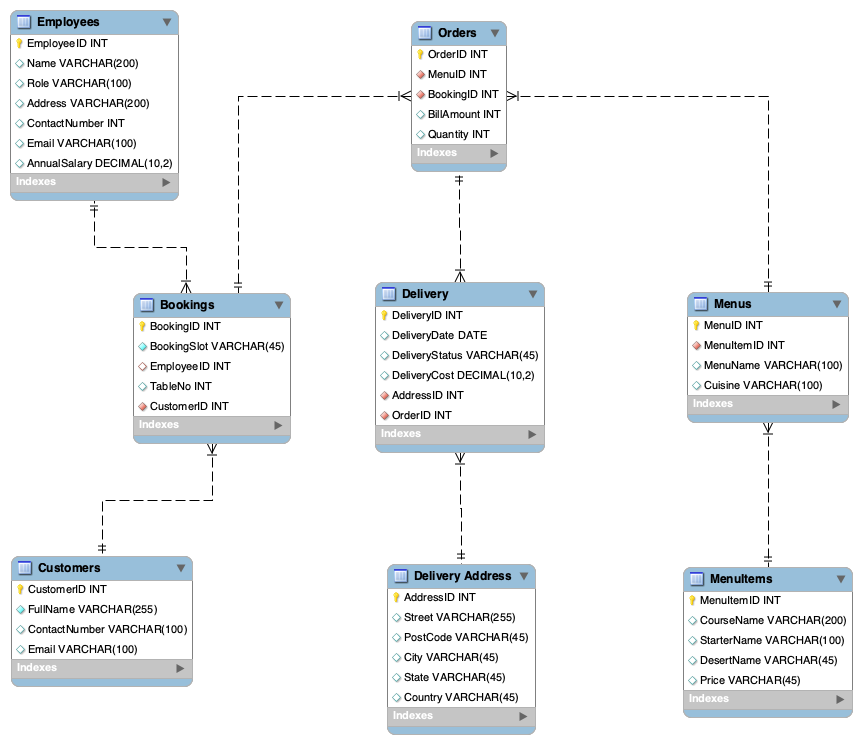 Employees
EmployeeID INT
Name VARCHAR(200)
Role VARCHAR(100)
Address VARCHAR(200)
ContactNumber INT
Email VARCHAR(100)
AnnualSalary DECIMAL(10,2)
Indexes
Orders
OrderID INT
MenuID INT
BookingID INT
BillAmount INT
Quantity INT
Indexes
Bookings
BookingID INT
BookingSlot VARCHAR(45)
EmployeeID INT
TableNo INT
CustomerID INT
Indexes
Delivery
DeliveryID INT
DeliveryDate DATE
DeliveryStatus VARCHAR(45)
DeliveryCost DECIMAL(10,2)
AddressID INT
OrderID INT
Indexes
Menus
MenuID INT
MenuItemID INT
MenuName VARCHAR(100)
Cuisine VARCHAR(100)
Indexes
Customers
CustomerID INT
FullName VARCHAR(255)
ContactNumber VARCHAR(100)
Email VARCHAR(100)
Indexes
Delivery Address
AddressID INT
Street VARCHAR(255)
PostCode VARCHAR(45)
City VARCHAR(45)
State VARCHAR(45)
Country VARCHAR(45)
Indexes
MenuItems
MenuItemID INT
CourseName VARCHAR(200)
StarterName VARCHAR(100)
DesertName VARCHAR(45)
Price VARCHAR(45)
Indexes